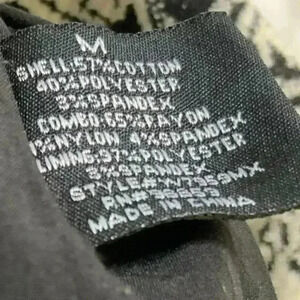 M
SHELL:57%COTTON
40%POLYESTER
3%SPANDEX
COMBO:65%RAYON
NYLON 4%SPANDEX
LINING:97%POLYESTER
3%SPANDEX
MADE IN CHINA